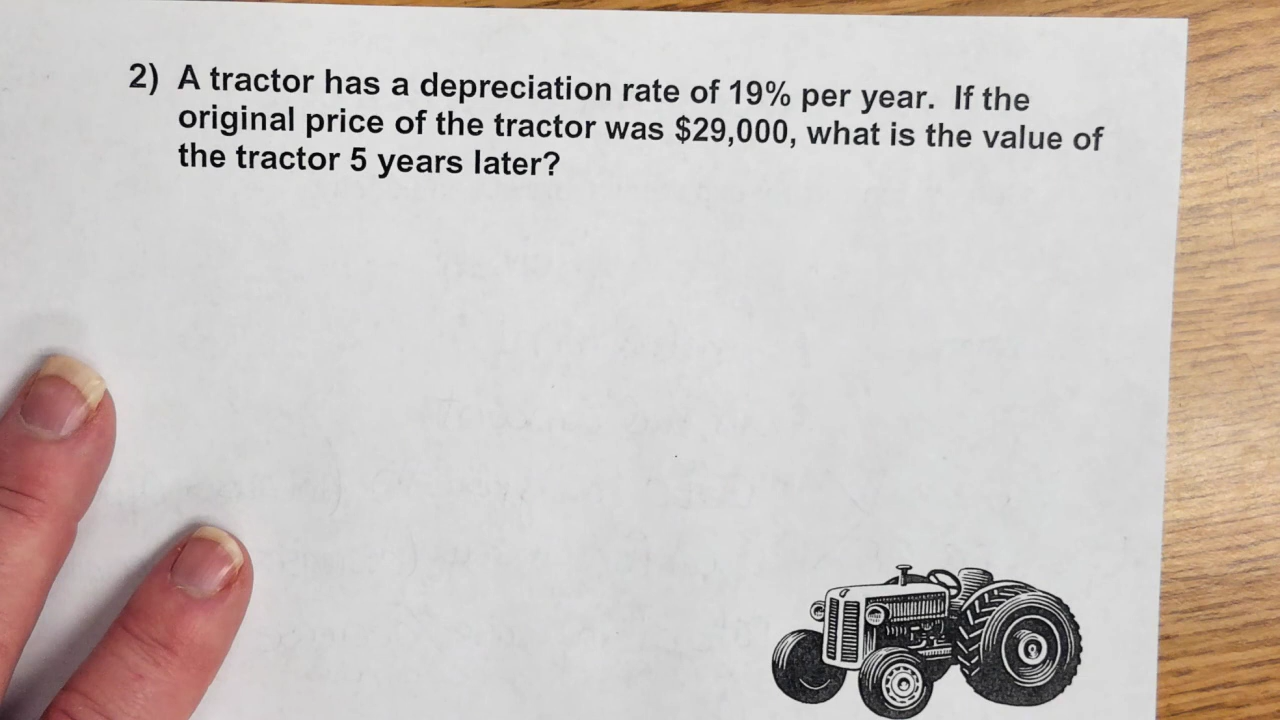 2) A tractor has a depreciation rate of 19% per year. If the
original price of the tractor was $29,000, what is the value of
the tractor 5 years later?